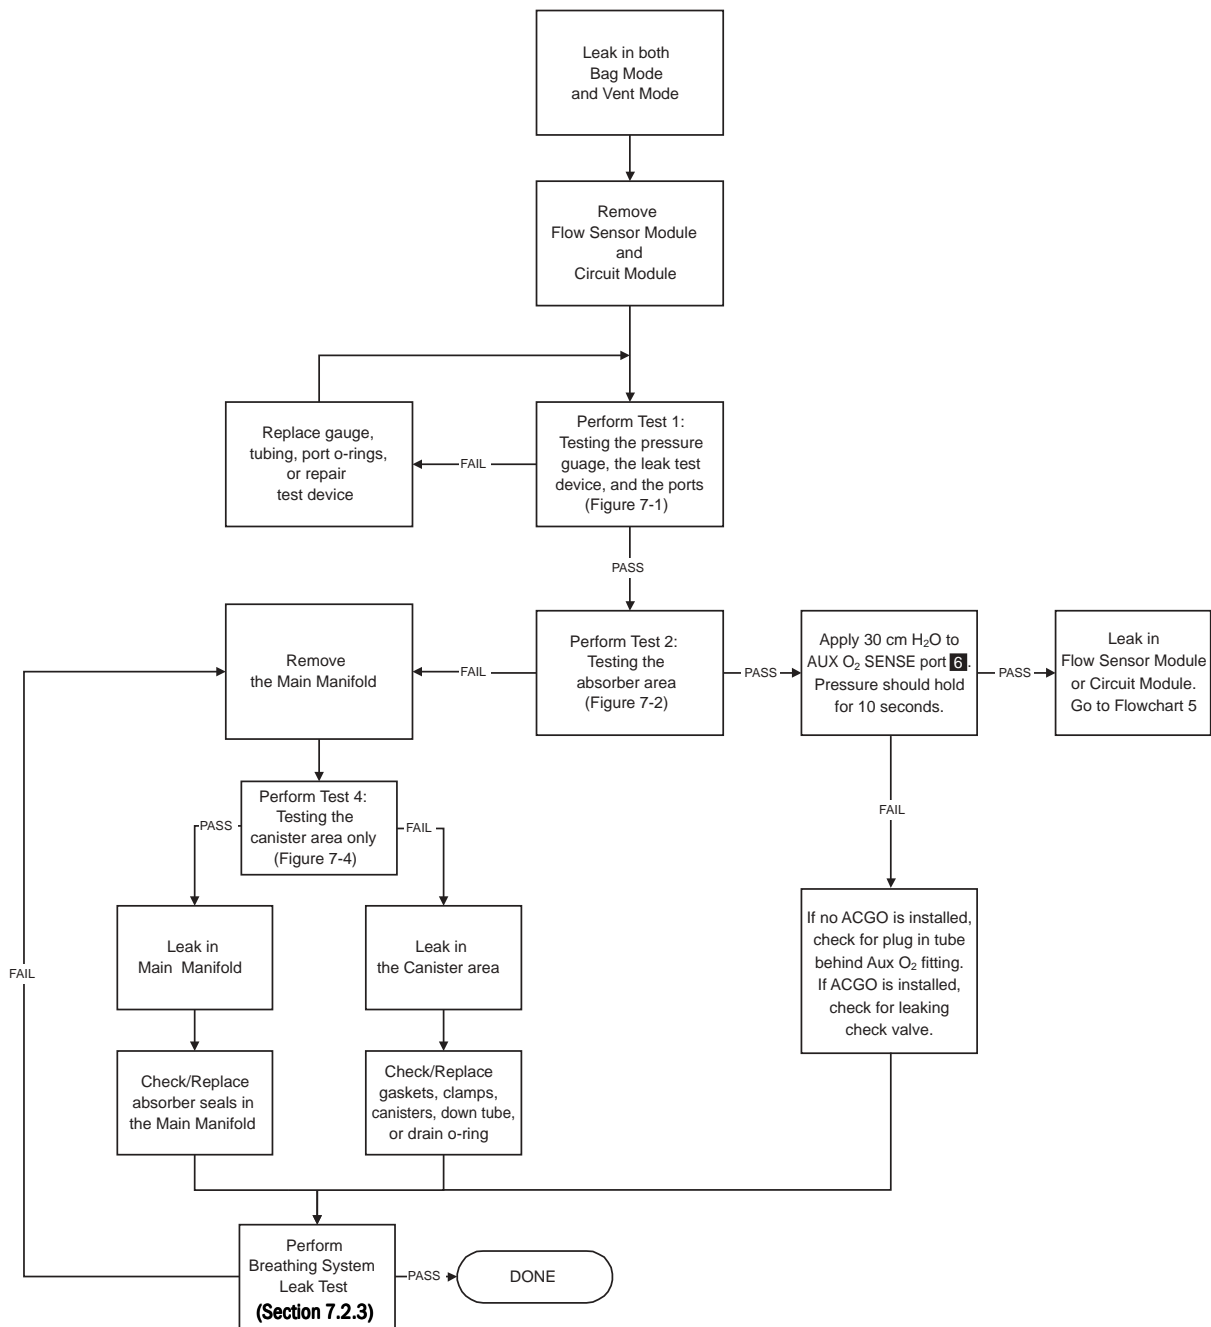 Leak in both
Bag Mode
and Vent Mode
Remove
Flow Sensor Module
and
Circuit Module
Replace gauge,
tubing, port o-rings,
or repair
test device
FAIL
Perform Test 1:
Testing the pressure
guage, the leak test
device, and the ports
(Figure 7-1)
PASS
Remove
the Main Manifold
FAIL
Perform Test 2:
Testing the
absorber area
(Figure 7-2)
PASS
Apply 30 cm H₂O to
AUX O₂ SENSE port 6.
Pressure should hold
for 10 seconds.
PASS
Leak in
Flow Sensor Module
or Circuit Module.
Go to Flowchart 5
Perform Test 4:
Testing the
canister area only
(Figure 7-4)
PASS
FAIL
FAIL
Leak in
Main Manifold
Leak in
the Canister area
If no ACGO is installed,
check for plug in tube
behind Aux O₂ fitting.
If ACGO is installed,
check for leaking
check valve.
FAIL
Check/Replace
absorber seals in
the Main Manifold
Check/Replace
gaskets, clamps,
canisters, down tube,
or drain o-ring
Perform
Breathing System
Leak Test
(Section 7.2.3)
PASS
DONE